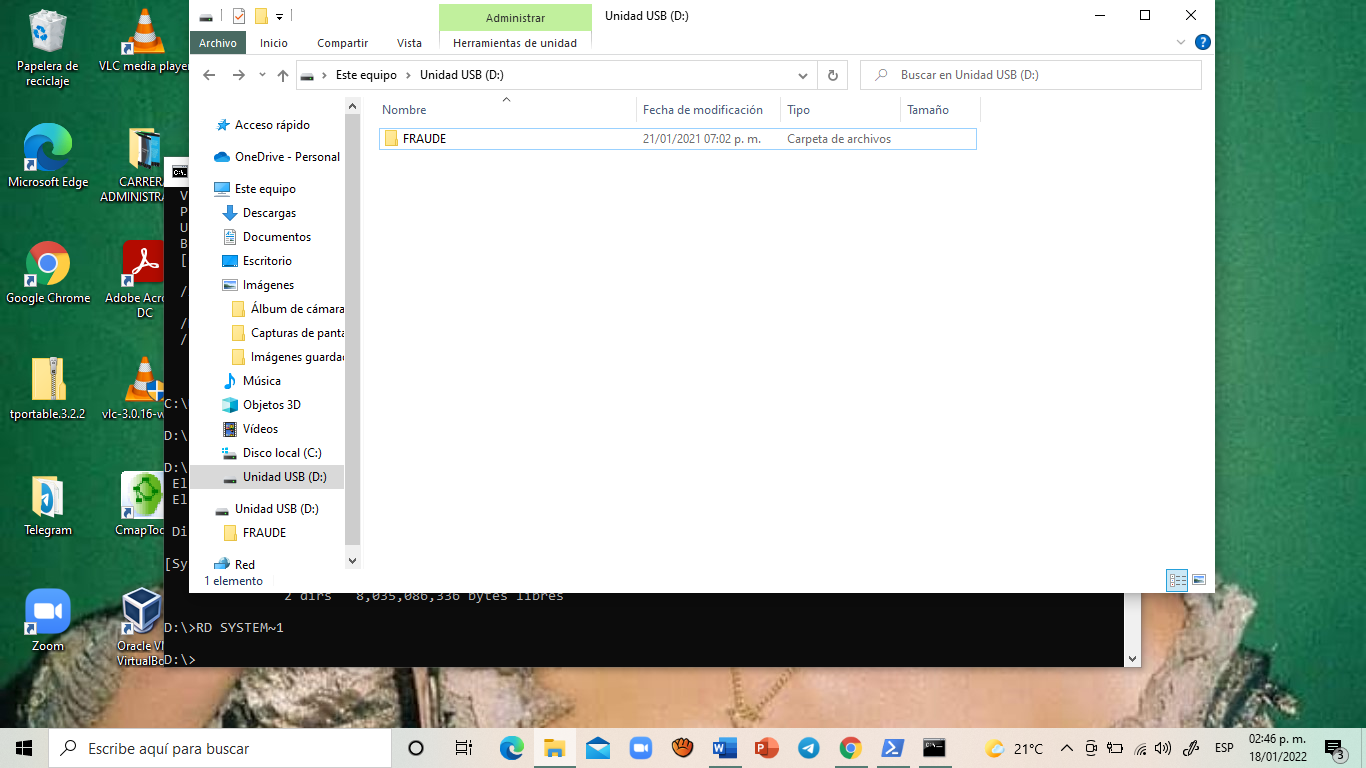 Administrar
Unidad USB (D:)
Archivo
Inicio
Compartir
Vista
Herramientas de unidad
Este equipo
Unidad USB (D:)
Buscar en Unidad USB (D:)
Nombre
Fecha de modificación
Tipo
Tamaño
FRAUDE
21/01/2021 07:02 p. m.
Carpeta de archivos
Acceso rápido
OneDrive - Personal
Este equipo
Descargas
Documentos
Escritorio
Imágenes
Álbum de cámara
Capturas de panta
Imágenes guardad
Música
Objetos 3D
Vídeos
Disco local (C:)
Unidad USB (D:)
Unidad USB (D:)
FRAUDE
Red
1 elemento
Papelera de
reciclaje
VLC media player
Microsoft Edge
CARRERA
ADMINISTRA
Google Chrome
Adobe Acro
DC
tportable.3.2.2
vlc-3.0.16-w
Telegram
CmapToo
Zoom
Oracle VM
VirtualBo
V
P
U
B
[
/
/
/
C:\
D:\
D:\
El
El
Di
[Sy
2 dirs 8,035,086,336 bytes libres
D:\>RD SYSTEM~1
D:\>
Escribe aquí para buscar
21°C
ESP
02:46 p. m.
18/01/2022
3